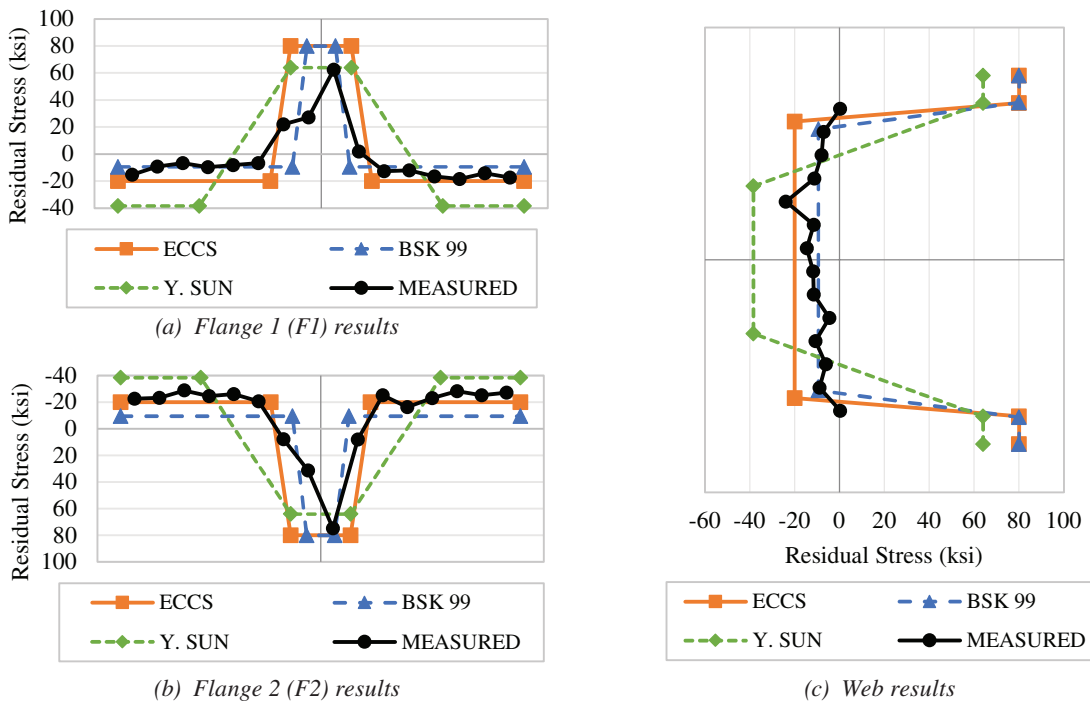 Residual Stress (ksi)
100
80
60
40
20
0
-20
-40
ECCS
BSK 99
Y. SUN
MEASURED
(a) Flange 1 (F1) results
Residual Stress (ksi)
-40
-20
0
20
40
60
80
100
ECCS
BSK 99
Y. SUN
MEASURED
(b) Flange 2 (F2) results
-60 -40 -20 0 20 40 60 80 100
Residual Stress (ksi)
ECCS
BSK 99
Y. SUN
MEASURED
(c) Web results